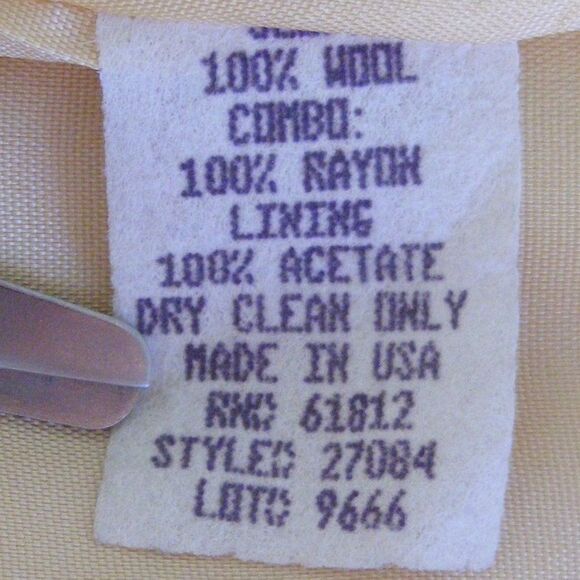 100% WOOL
COMBO:
100% RAYON
LINING
100% ACETATE
DRY CLEAN ONLY
MADE IN USA
RN# 61812
STYLE# 27084
LOT# 9666